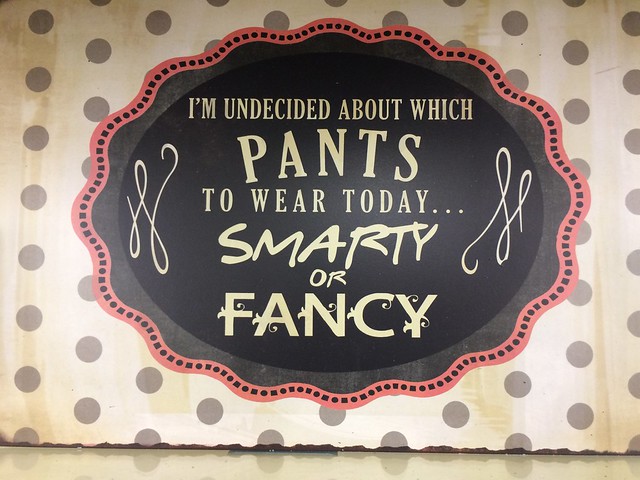 I'M UNDECIDED ABOUT WHICH
PANTS
TO WEAR TODAY...
SMARTY
OR
FANCY